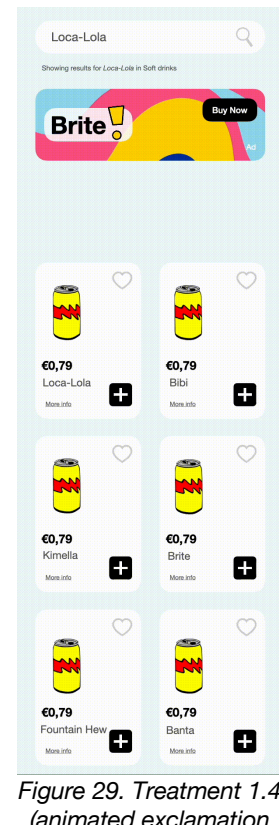 Loca-Lola
Showing results for Loca-Lola in Soft drinks
Brite!
Buy Now
Ad
€0,79
Loca-Lola
More info
€0,79
Bibi
More info
€0,79
Kimella
More info
€0,79
Brite
More info
€0,79
Fountain Hew
More info
€0,79
Banta
More info
Figure 29. Treatment 1.4
(animated exclamation